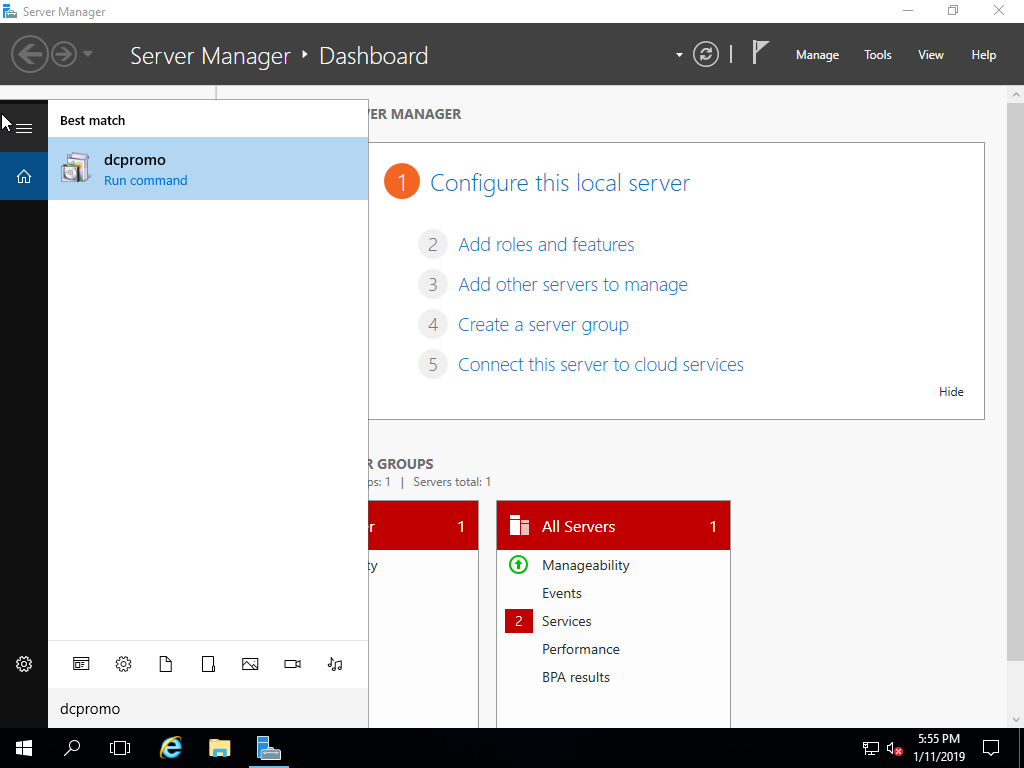 Server Manager
Server Manager Dashboard
Manage Tools View Help
Best match
dcpromo
Run command
ER MANAGER
1 Configure this local server
2 Add roles and features
3 Add other servers to manage
4 Create a server group
5 Connect this server to cloud services
Hide
R GROUPS
ps: 1 | Servers total: 1
r 1
ty
All Servers 1
Manageability
Events
2 Services
Performance
BPA results
dcpromo
5:55 PM
1/11/2019